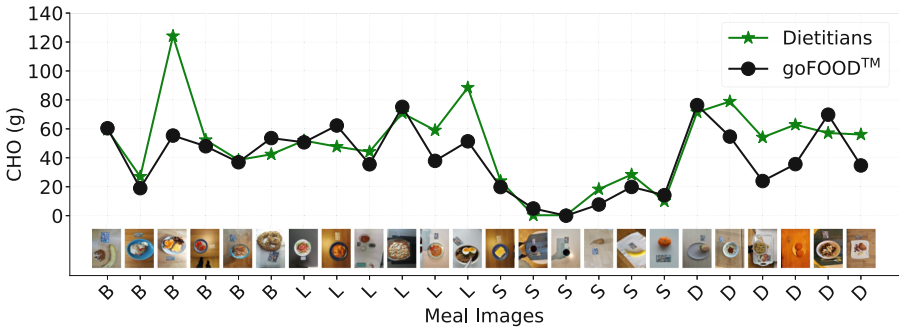 140
120
100
80
60
40
20
0
CHO (g)
Dietitians
goFOOD™
B B B B B B L L L L L L S S S S S S D D D D D D
Meal Images